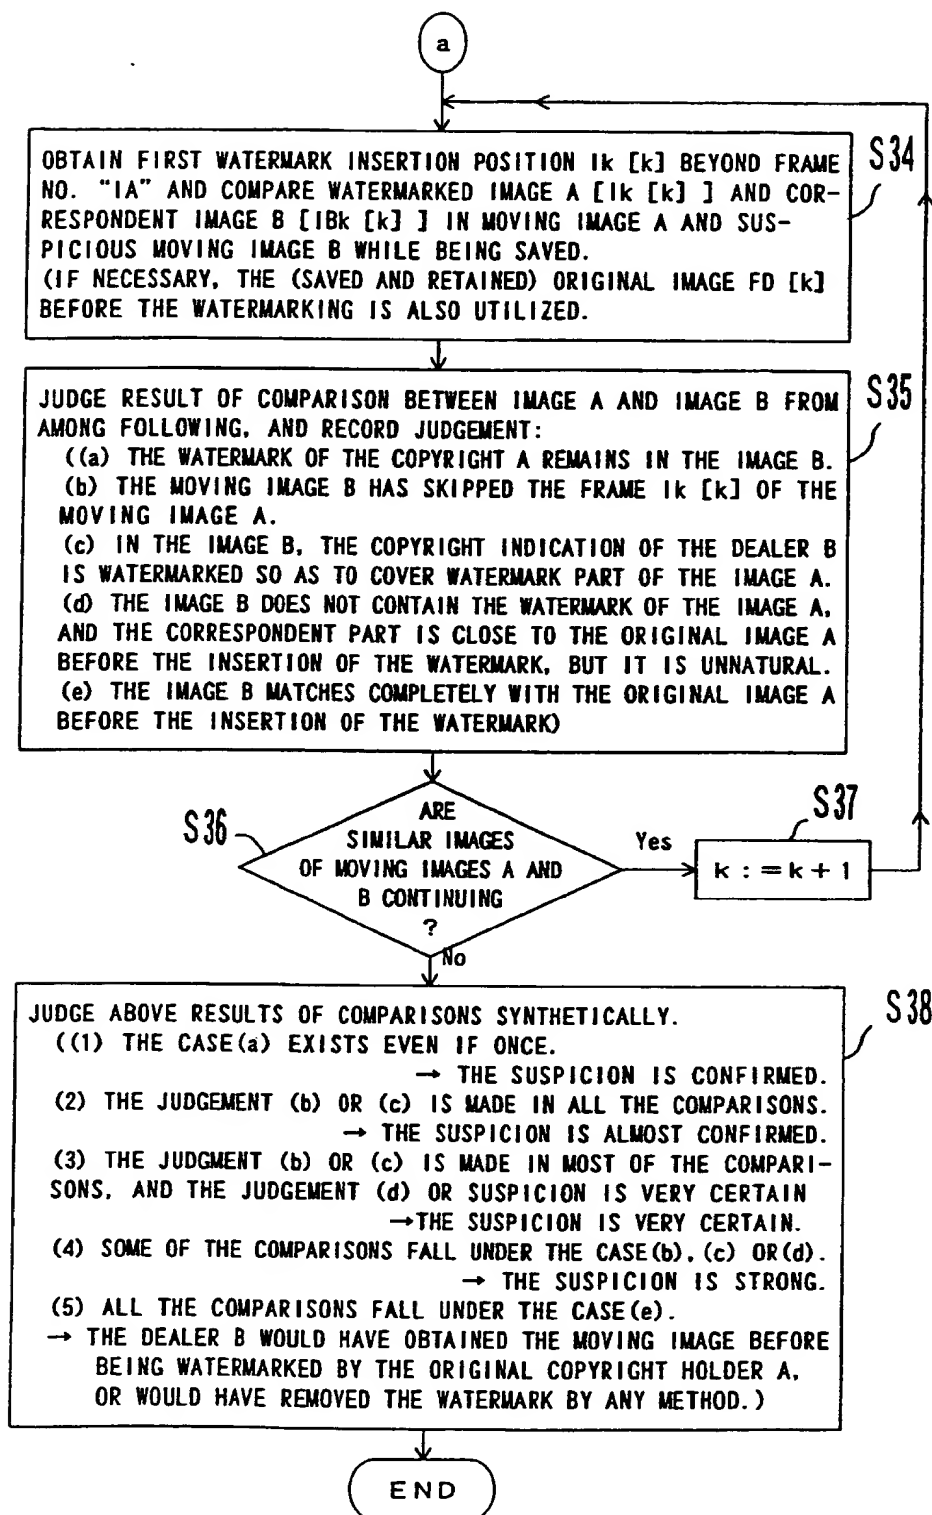 a
OBTAIN FIRST WATERMARK INSERTION POSITION Ik [k] BEYOND FRAME
NO. "IA" AND COMPARE WATERMARKED IMAGE A [Ik [k] ] AND COR-
RESPONDENT IMAGE B [IBk [k] ] IN MOVING IMAGE A AND SUS-
PICIOUS MOVING IMAGE B WHILE BEING SAVED.
(IF NECESSARY, THE (SAVED AND RETAINED) ORIGINAL IMAGE FD [k]
BEFORE THE WATERMARKING IS ALSO UTILIZED.
S34
JUDGE RESULT OF COMPARISON BETWEEN IMAGE A AND IMAGE B FROM
AMONG FOLLOWING, AND RECORD JUDGEMENT:
((a) THE WATERMARK OF THE COPYRIGHT A REMAINS IN THE IMAGE B.
(b) THE MOVING IMAGE B HAS SKIPPED THE FRAME Ik [k] OF THE
MOVING IMAGE A.
(c) IN THE IMAGE B, THE COPYRIGHT INDICATION OF THE DEALER B
IS WATERMARKED SO AS TO COVER WATERMARK PART OF THE IMAGE A.
(d) THE IMAGE B DOES NOT CONTAIN THE WATERMARK OF THE IMAGE A,
AND THE CORRESPONDENT PART IS CLOSE TO THE ORIGINAL IMAGE A
BEFORE THE INSERTION OF THE WATERMARK, BUT IT IS UNNATURAL.
(e) THE IMAGE B MATCHES COMPLETELY WITH THE ORIGINAL IMAGE A
BEFORE THE INSERTION OF THE WATERMARK)
S35
S36
ARE
SIMILAR IMAGES
OF MOVING IMAGES A AND
B CONTINUING
?
Yes
S37
k : = k + 1
No
JUDGE ABOVE RESULTS OF COMPARISONS SYNTHETICALLY.
((1) THE CASE(a) EXISTS EVEN IF ONCE.
→ THE SUSPICION IS CONFIRMED.
(2) THE JUDGEMENT (b) OR (c) IS MADE IN ALL THE COMPARISONS.
→ THE SUSPICION IS ALMOST CONFIRMED.
(3) THE JUDGMENT (b) OR (c) IS MADE IN MOST OF THE COMPARI-
SONS, AND THE JUDGEMENT (d) OR SUSPICION IS VERY CERTAIN
→THE SUSPICION IS VERY CERTAIN.
(4) SOME OF THE COMPARISONS FALL UNDER THE CASE(b), (c) OR(d).
→ THE SUSPICION IS STRONG.
(5) ALL THE COMPARISONS FALL UNDER THE CASE(e).
→ THE DEALER B WOULD HAVE OBTAINED THE MOVING IMAGE BEFORE
BEING WATERMARKED BY THE ORIGINAL COPYRIGHT HOLDER A,
OR WOULD HAVE REMOVED THE WATERMARK BY ANY METHOD.)
S38
END